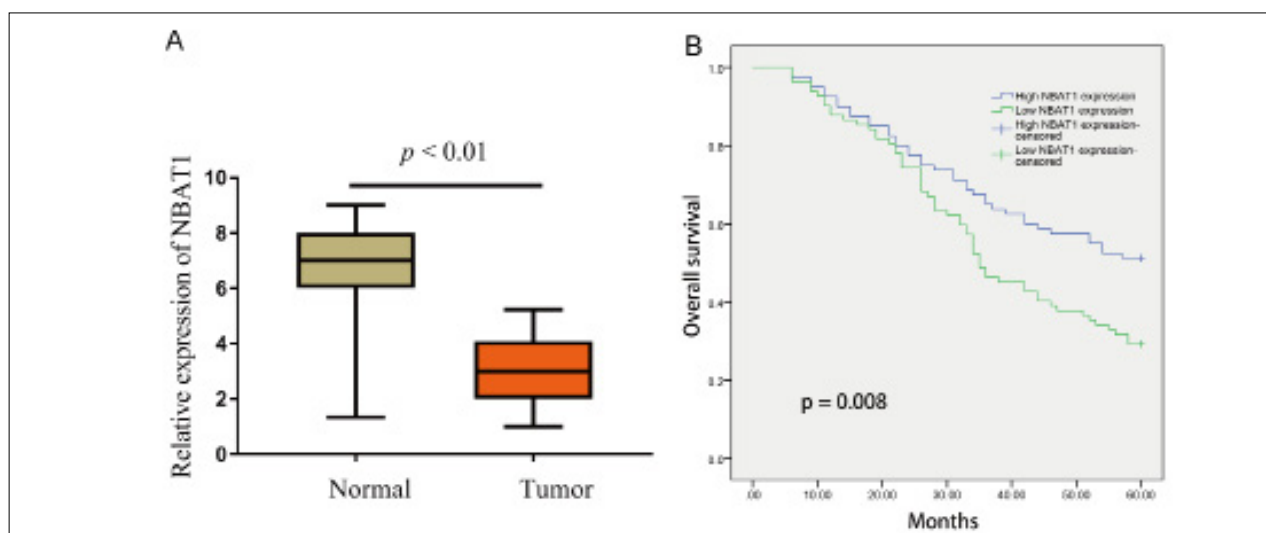 A
p < 0.01
Relative expression of NBAT1
10
8
6
4
2
0
Normal
Tumor
B
Overall survival
1.0
0.8
0.6
0.4
0.2
0.0
High NBAT1 expression
Low NBAT1 expression
High NBAT1 expression-
censored
Low NBAT1 expression-
censored
p = 0.008
.00 10.00 20.00 30.00 40.00 50.00 60.00
Months